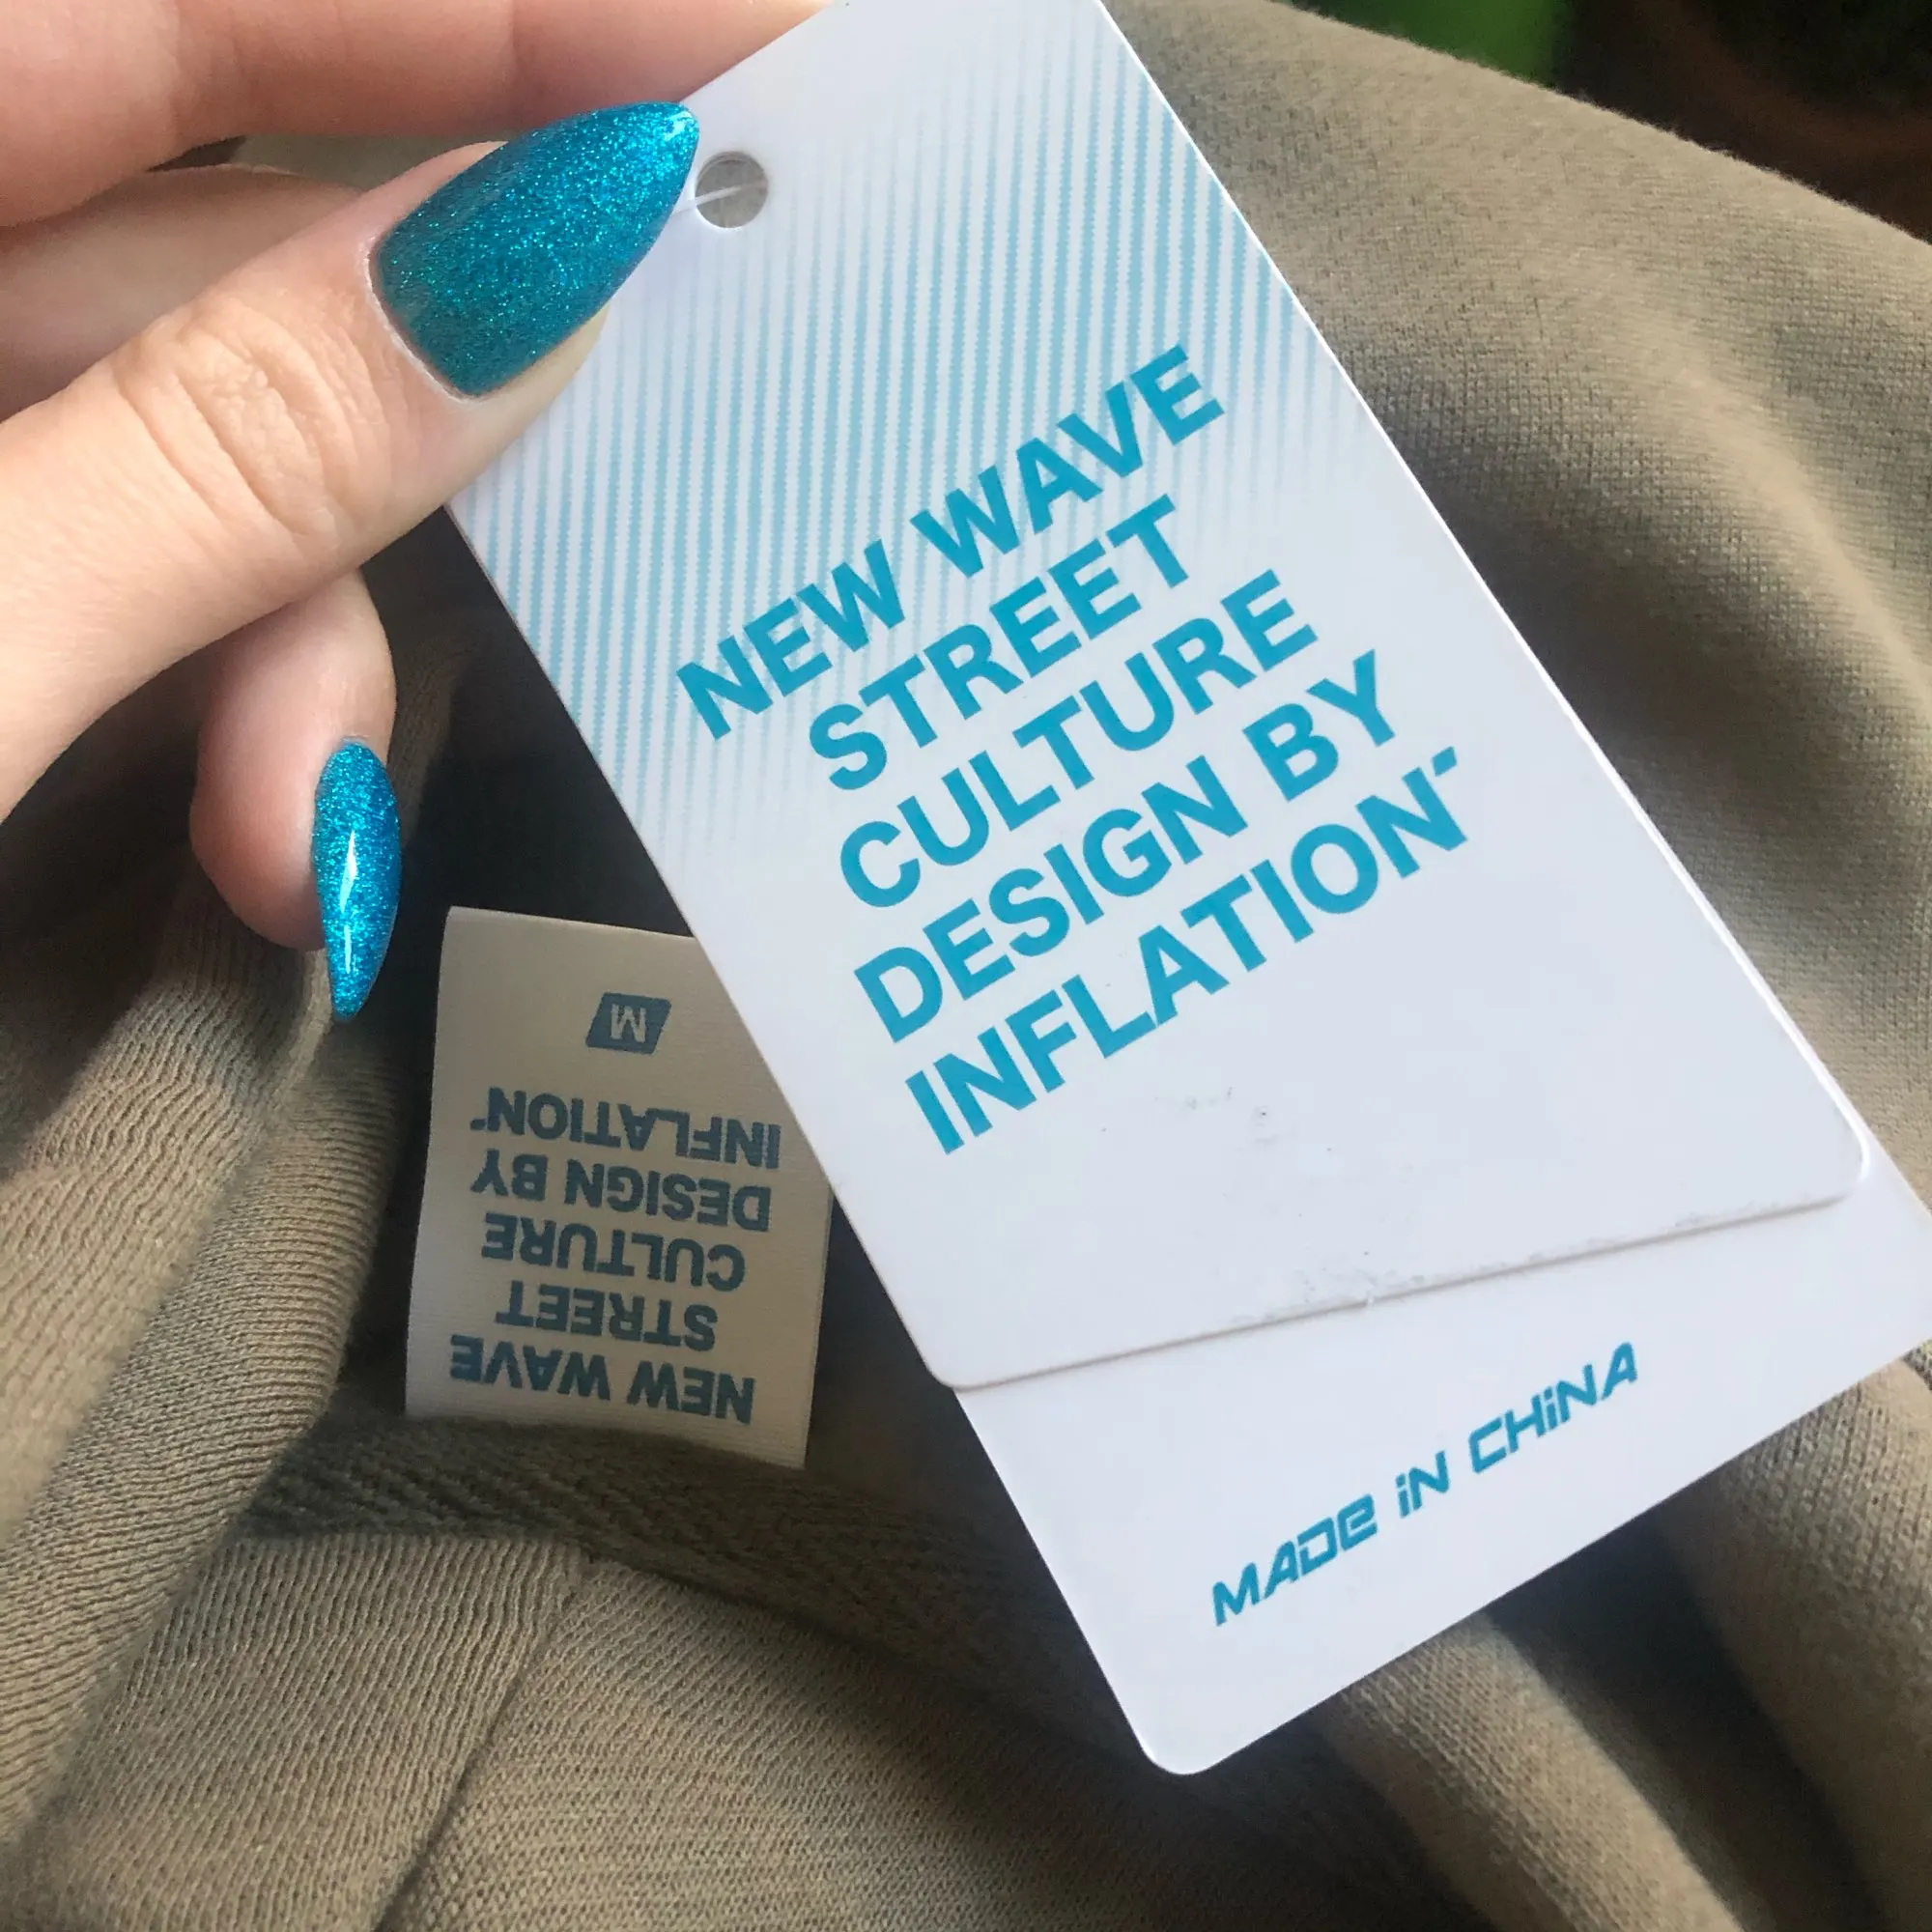 NEW WAVE
STREET
CULTURE
DESIGN BY
INFLATION
MADE iN CHiNA
NEW WAVE
STREET
CULTURE
DESIGN BY
INFLATION
M